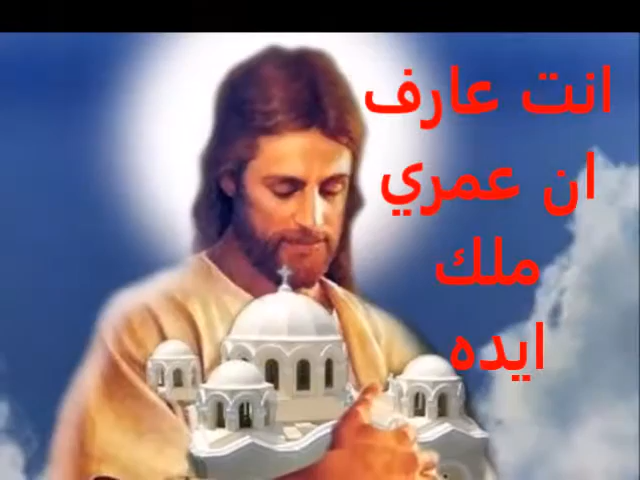 انت عارف
ان عمري
ملك
ايده